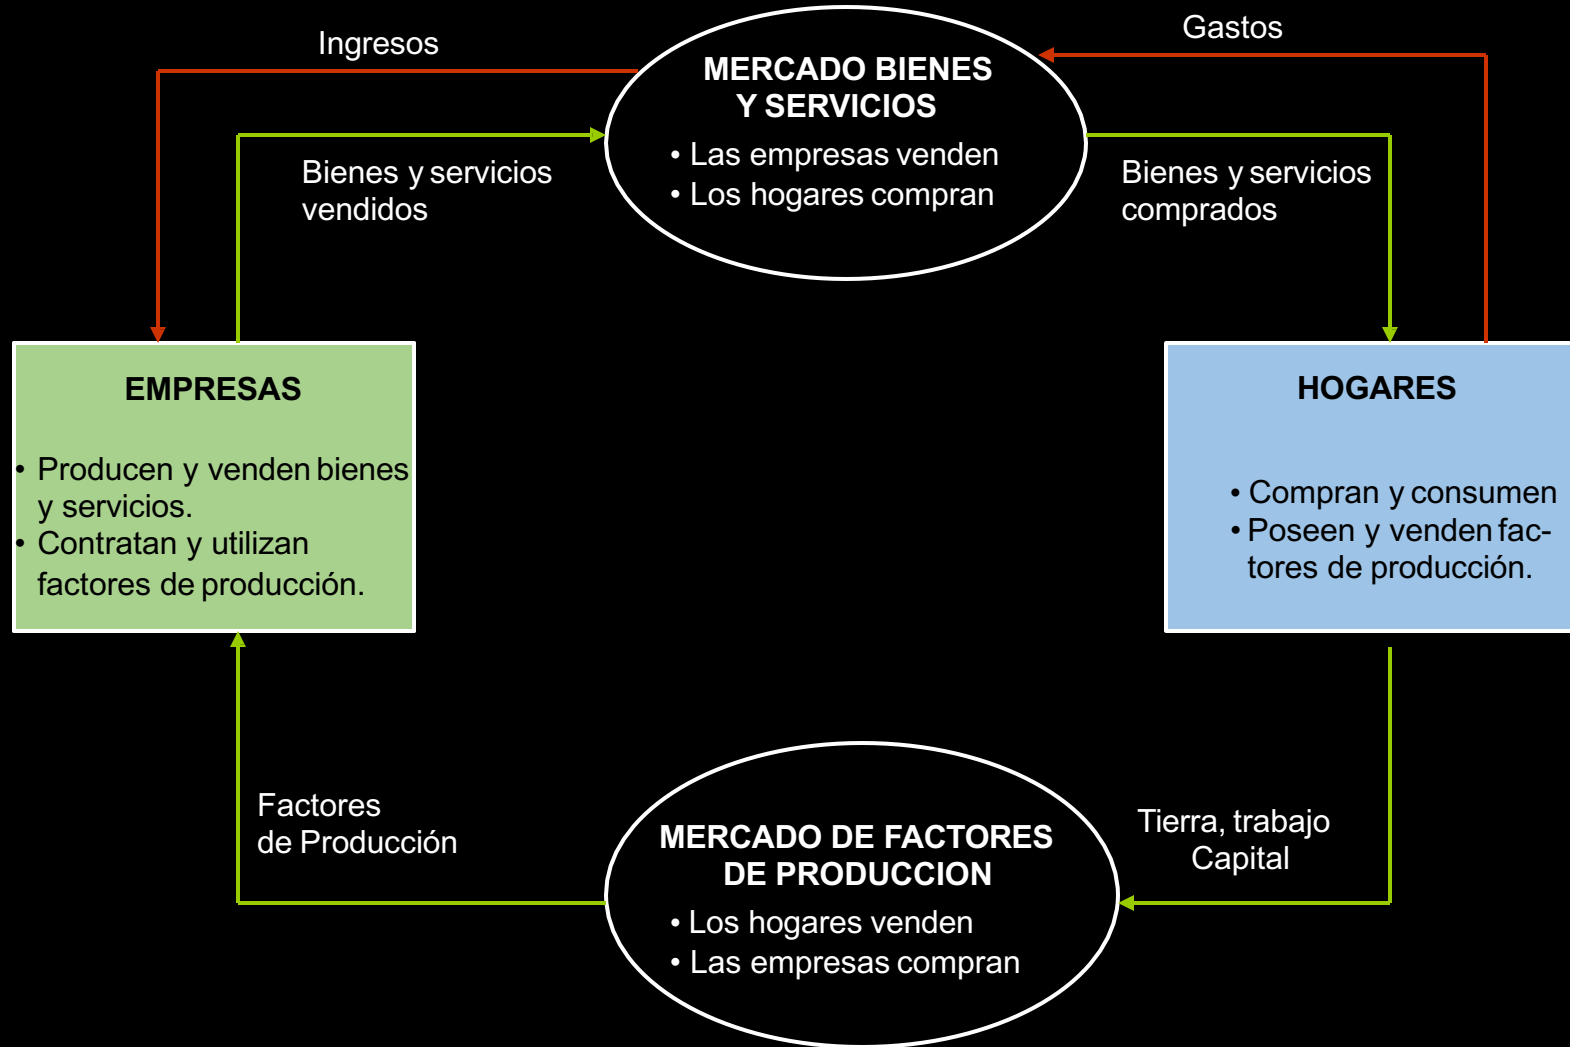 Ingresos
Gastos
MERCADO BIENES
Y SERVICIOS
• Las empresas venden
• Los hogares compran
Bienes y servicios
vendidos
Bienes y servicios
comprados
EMPRESAS
• Producen y venden bienes
y servicios.
• Contratan y utilizan
factores de producción.
HOGARES
• Compran y consumen
• Poseen y venden fac-
tores de producción.
Factores
de Producción
MERCADO DE FACTORES
DE PRODUCCION
• Los hogares venden
• Las empresas compran
Tierra, trabajo
Capital